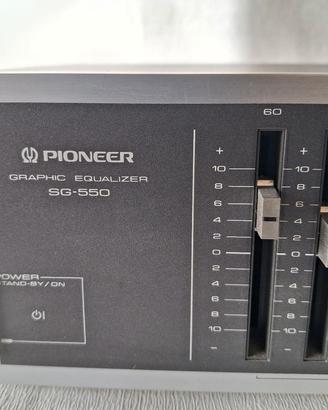 60
PIONEER
GRAPHIC EQUALIZER
SG-550
+ +
10 10
8 8
6 6
4 4
2 2
0 0
2 2
4 4
6 6
8 8
10 10
- -
POWER
STAND-BY/ON